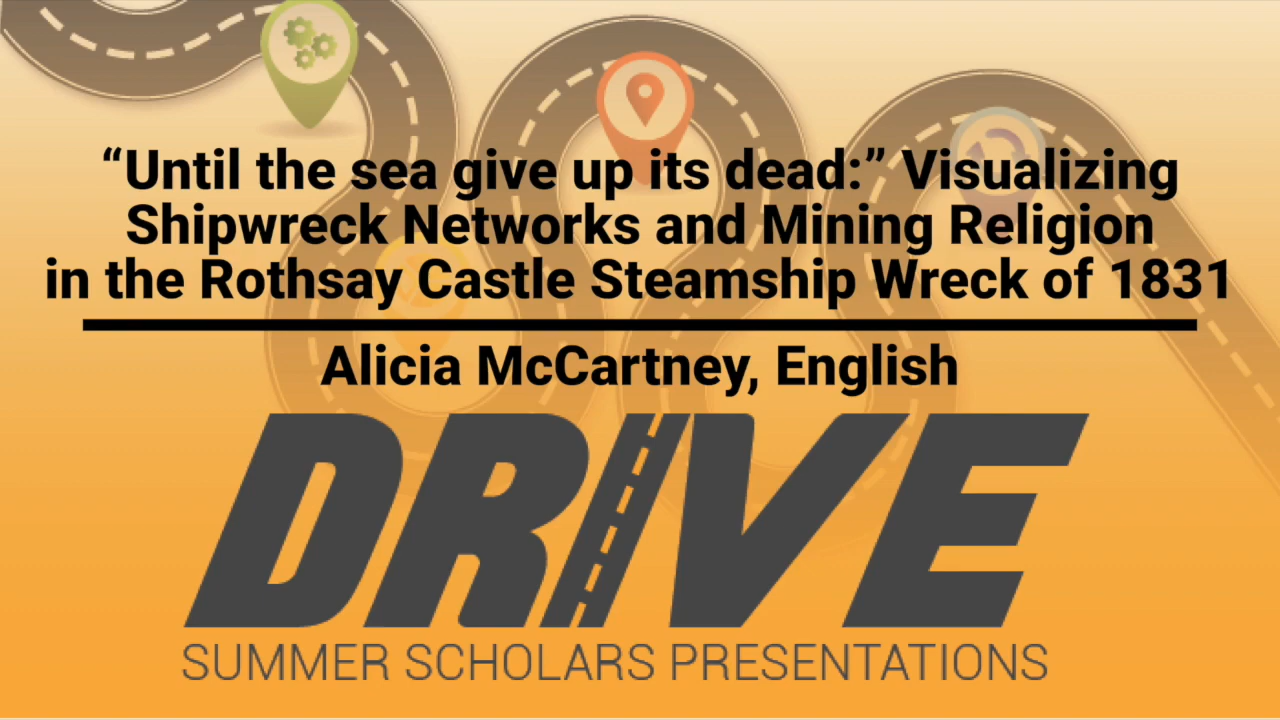 “Until the sea give up its dead:” Visualizing
Shipwreck Networks and Mining Religion
in the Rothsay Castle Steamship Wreck of 1831
Alicia McCartney, English
DRIVE
SUMMER SCHOLARS PRESENTATIONS